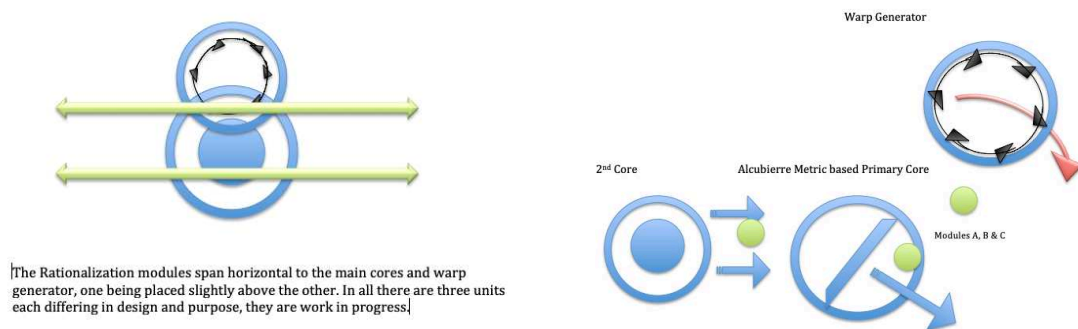 Warp Generator
2nd Core
Alcubierre Metric based Primary Core
Modules A, B & C
The Rationalization modules span horizontal to the main cores and warp
generator, one being placed slightly above the other. In all there are three units
each differing in design and purpose, they are work in progress.